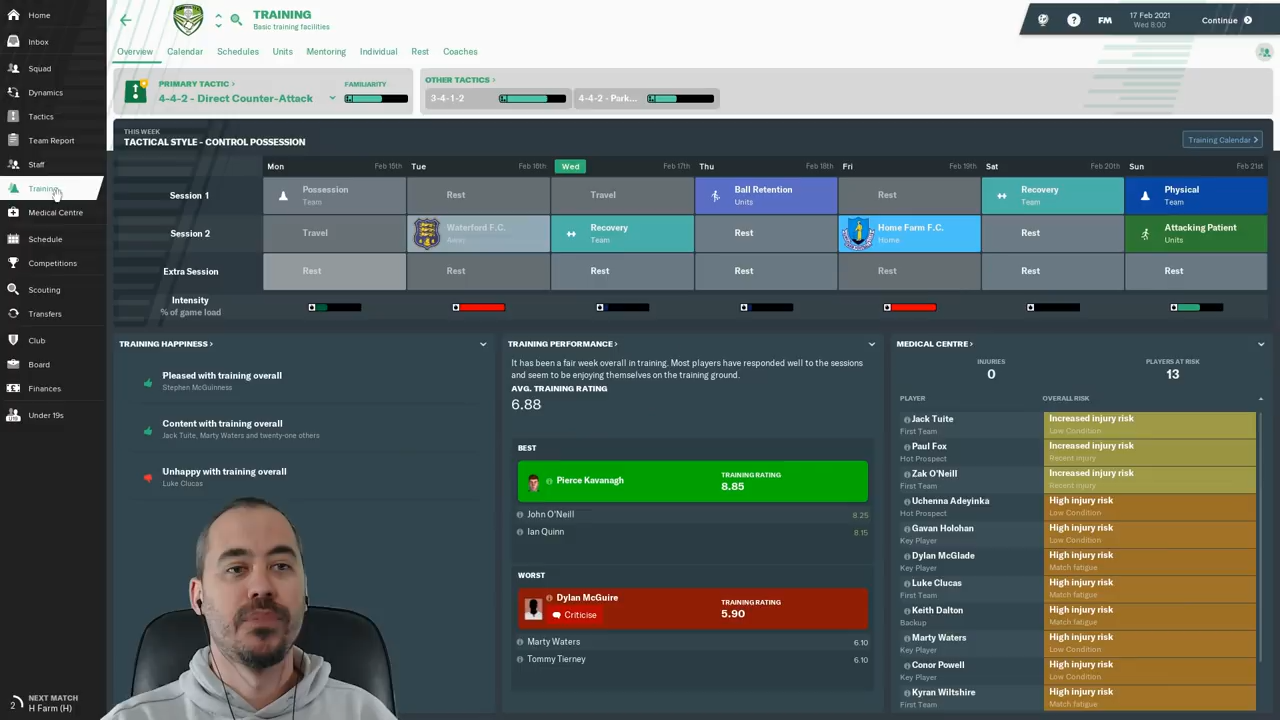 Home
Inbox
Squad
Dynamics
Tactics
Team Report
Staff
Training
Medical Centre
Schedule
Competitions
Scouting
Transfers
Club
Board
Finances
Under 19s
NEXT MATCH
H Farm (H)
TRAINING
Basic training facilities
FM
17 Feb 2021
Wed 8:00
Continue
Overview Calendar Schedules Units Mentoring Individual Rest Coaches
PRIMARY TACTIC
4-4-2 - Direct Counter-Attack
FAMILIARITY
OTHER TACTICS
3-4-1-2
4-4-2 - Park...
THIS WEEK
TACTICAL STYLE - CONTROL POSSESSION
Training Calendar
Mon Feb 15th Tue Feb 16th Wed Feb 17th Thu Feb 18th Fri Feb 19th Sat Feb 20th Sun Feb 21st
Session 1
Possession
Team
Rest
Travel
Ball Retention
Units
Rest
Recovery
Team
Physical
Team
Session 2
Travel
Waterford F.C.
Away
Recovery
Team
Rest
Home Farm F.C.
Home
Rest
Attacking Patient
Units
Extra Session
Rest Rest Rest Rest Rest Rest Rest
Intensity
% of game load
TRAINING HAPPINESS
Pleased with training overall
Stephen McGuinness
Content with training overall
Jack Tuite, Marty Waters and twenty-one others
Unhappy with training overall
Luke Clucas
TRAINING PERFORMANCE
It has been a fair week overall in training. Most players have responded well to the sessions
and seem to be enjoying themselves on the training ground.
AVG. TRAINING RATING
6.88
BEST
Pierce Kavanagh
TRAINING RATING
8.85
John O'Neill 8.25
Ian Quinn 8.15
WORST
Dylan McGuire
Criticise
TRAINING RATING
5.90
Marty Waters 6.10
Tommy Tierney 6.10
MEDICAL CENTRE
INJURIES
0
PLAYERS AT RISK
13
PLAYER OVERALL RISK
Jack Tuite
First Team
Increased injury risk
Low Condition
Paul Fox
Hot Prospect
Increased injury risk
Recent injury
Zak O'Neill
First Team
Increased injury risk
Recent injury
Uchenna Adeyinka
Hot Prospect
High injury risk
Low Condition
Gavan Holohan
Key Player
High injury risk
Low Condition
Dylan McGlade
Key Player
High injury risk
Match fatigue
Luke Clucas
First Team
High injury risk
Match fatigue
Keith Dalton
Backup
High injury risk
Match fatigue
Marty Waters
Key Player
High injury risk
Low Condition
Conor Powell
Key Player
High injury risk
Low Condition
Kyran Wiltshire
First Team
High injury risk
Match fatigue